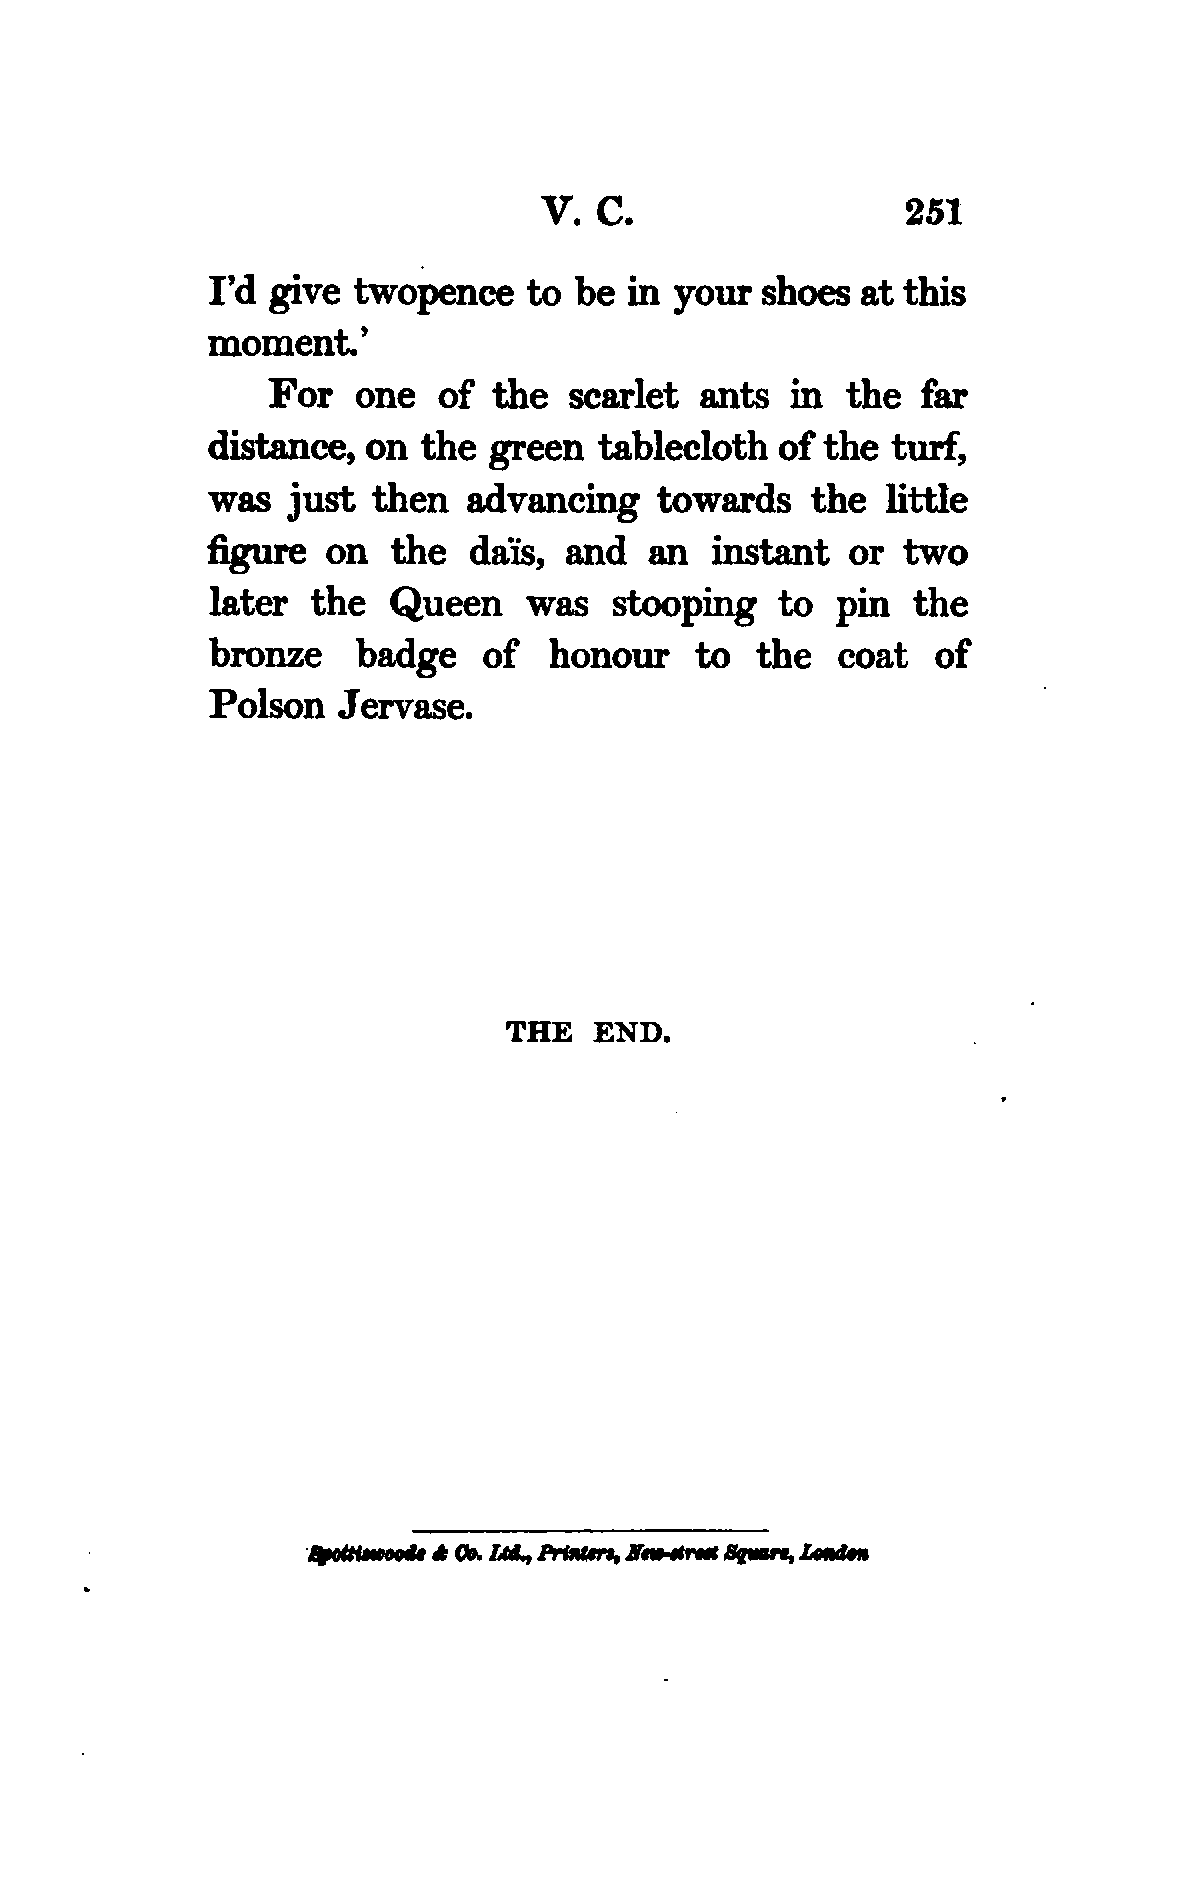 V. C. 251
I'd give twopence to be in your shoes at this
moment.'
For one of the scarlet ants in the far
distance, on the green tablecloth of the turf,
was just then advancing towards the little
figure on the daïs, and an instant or two
later the Queen was stooping to pin the
bronze badge of honour to the coat of
Polson Jervase.
THE END.
Spottiswoode & Co. Ltd., Printers, New-street Square, London